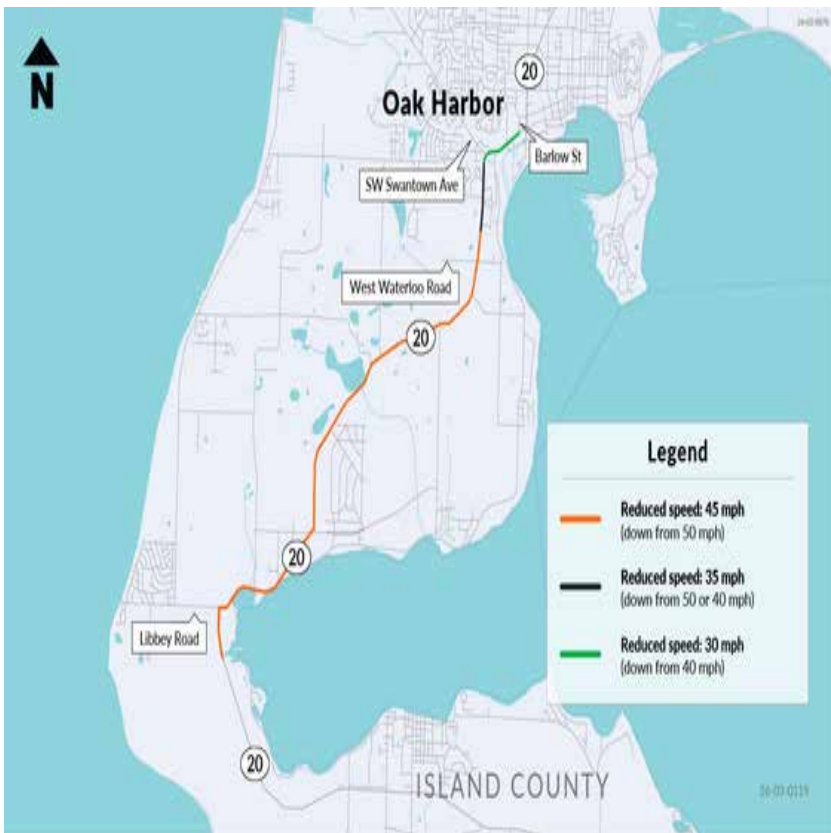 N
20
Oak Harbor
Barlow St
SW Swantown Ave
West Waterloo Road
20
Legend
Reduced speed: 45 mph
(down from 50 mph)
Reduced speed: 35 mph
(down from 50 or 40 mph)
Reduced speed: 30 mph
(down from 40 mph)
20
Libbey Road
20
ISLAND COUNTY